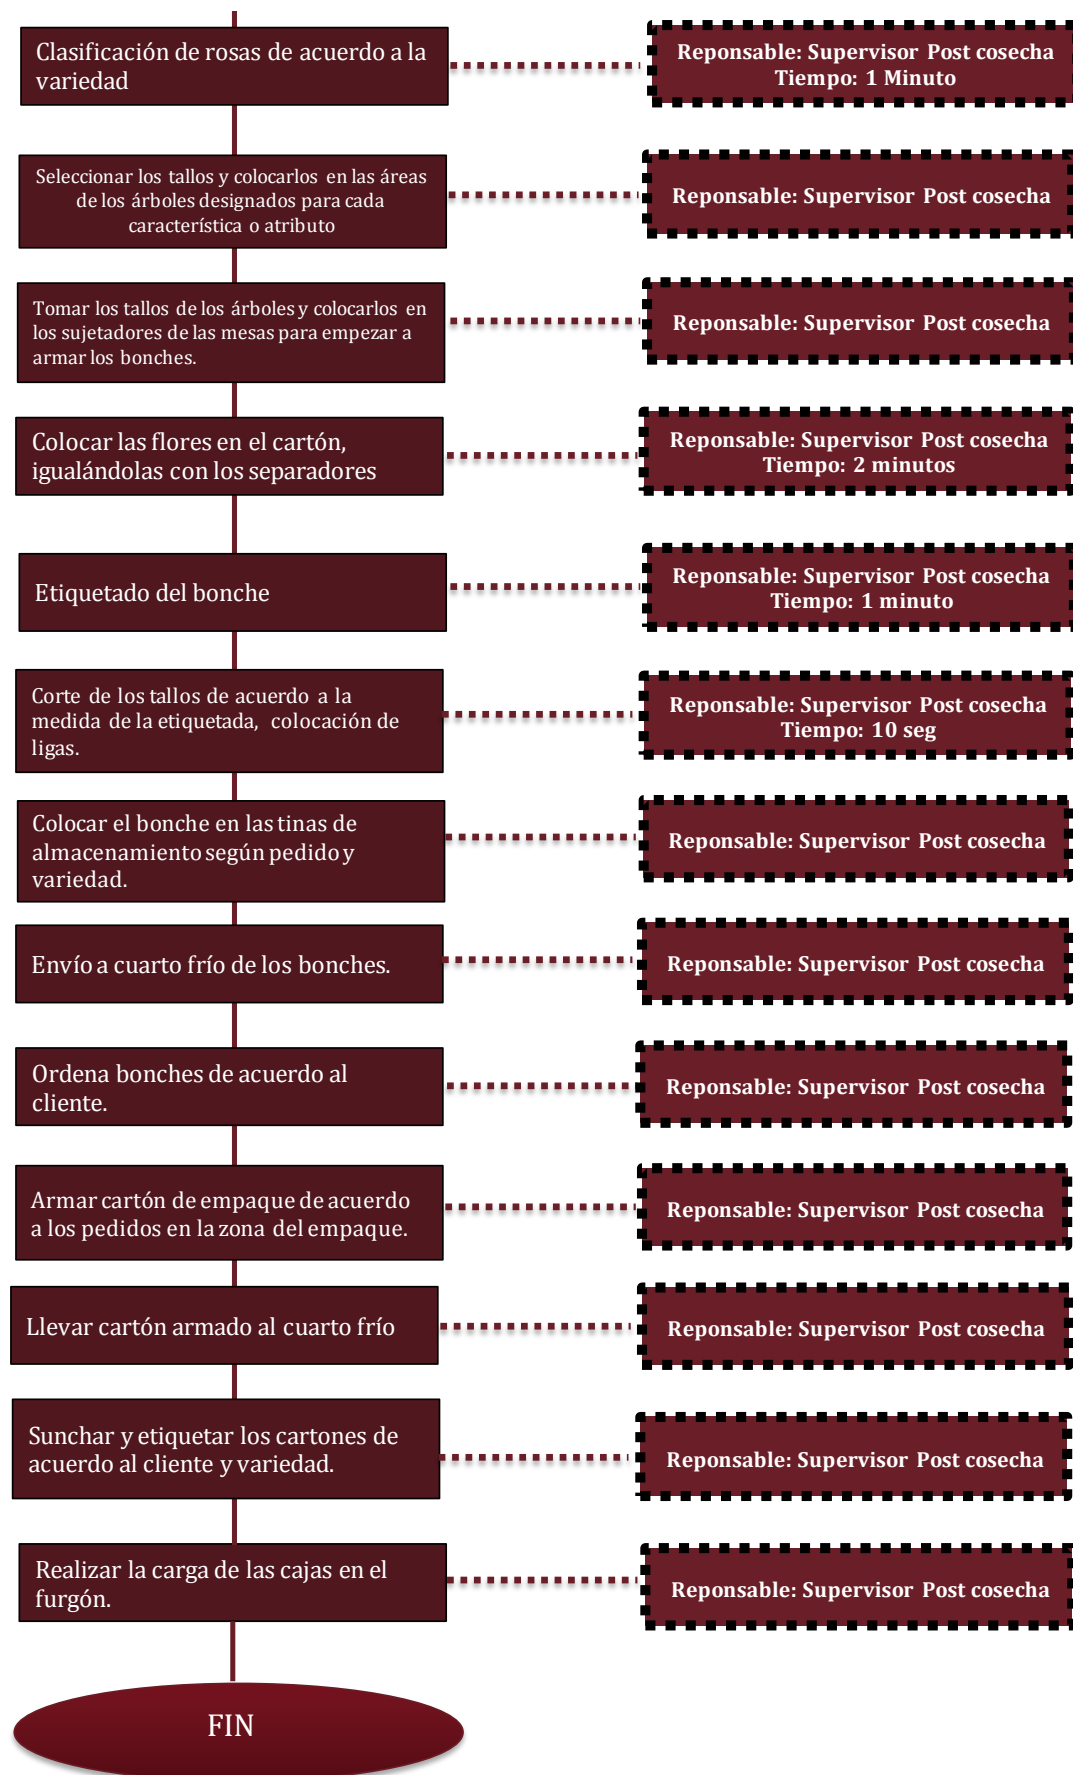 Clasificación de rosas de acuerdo a la
variedad
Reponsable: Supervisor Post cosecha
Tiempo: 1 Minuto
Seleccionar los tallos y colocarlos en las áreas
de los árboles designados para cada
característica o atributo
Reponsable: Supervisor Post cosecha
Tomar los tallos de los árboles y colocarlos en
los sujetadores de las mesas para empezar a
armar los bonches.
Reponsable: Supervisor Post cosecha
Colocar las flores en el cartón,
igualándolas con los separadores
Reponsable: Supervisor Post cosecha
Tiempo: 2 minutos
Etiquetado del bonche
Reponsable: Supervisor Post cosecha
Tiempo: 1 minuto
Corte de los tallos de acuerdo a la
medida de la etiquetada, colocación de
ligas.
Reponsable: Supervisor Post cosecha
Tiempo: 10 seg
Colocar el bonche en las tinas de
almacenamiento según pedido y
variedad.
Reponsable: Supervisor Post cosecha
Envío a cuarto frío de los bonches.
Reponsable: Supervisor Post cosecha
Ordena bonches de acuerdo al
cliente.
Reponsable: Supervisor Post cosecha
Armar cartón de empaque de acuerdo
a los pedidos en la zona del empaque.
Reponsable: Supervisor Post cosecha
Llevar cartón armado al cuarto frío
Reponsable: Supervisor Post cosecha
Sunchar y etiquetar los cartones de
acuerdo al cliente y variedad.
Reponsable: Supervisor Post cosecha
Realizar la carga de las cajas en el
furgón.
Reponsable: Supervisor Post cosecha
FIN